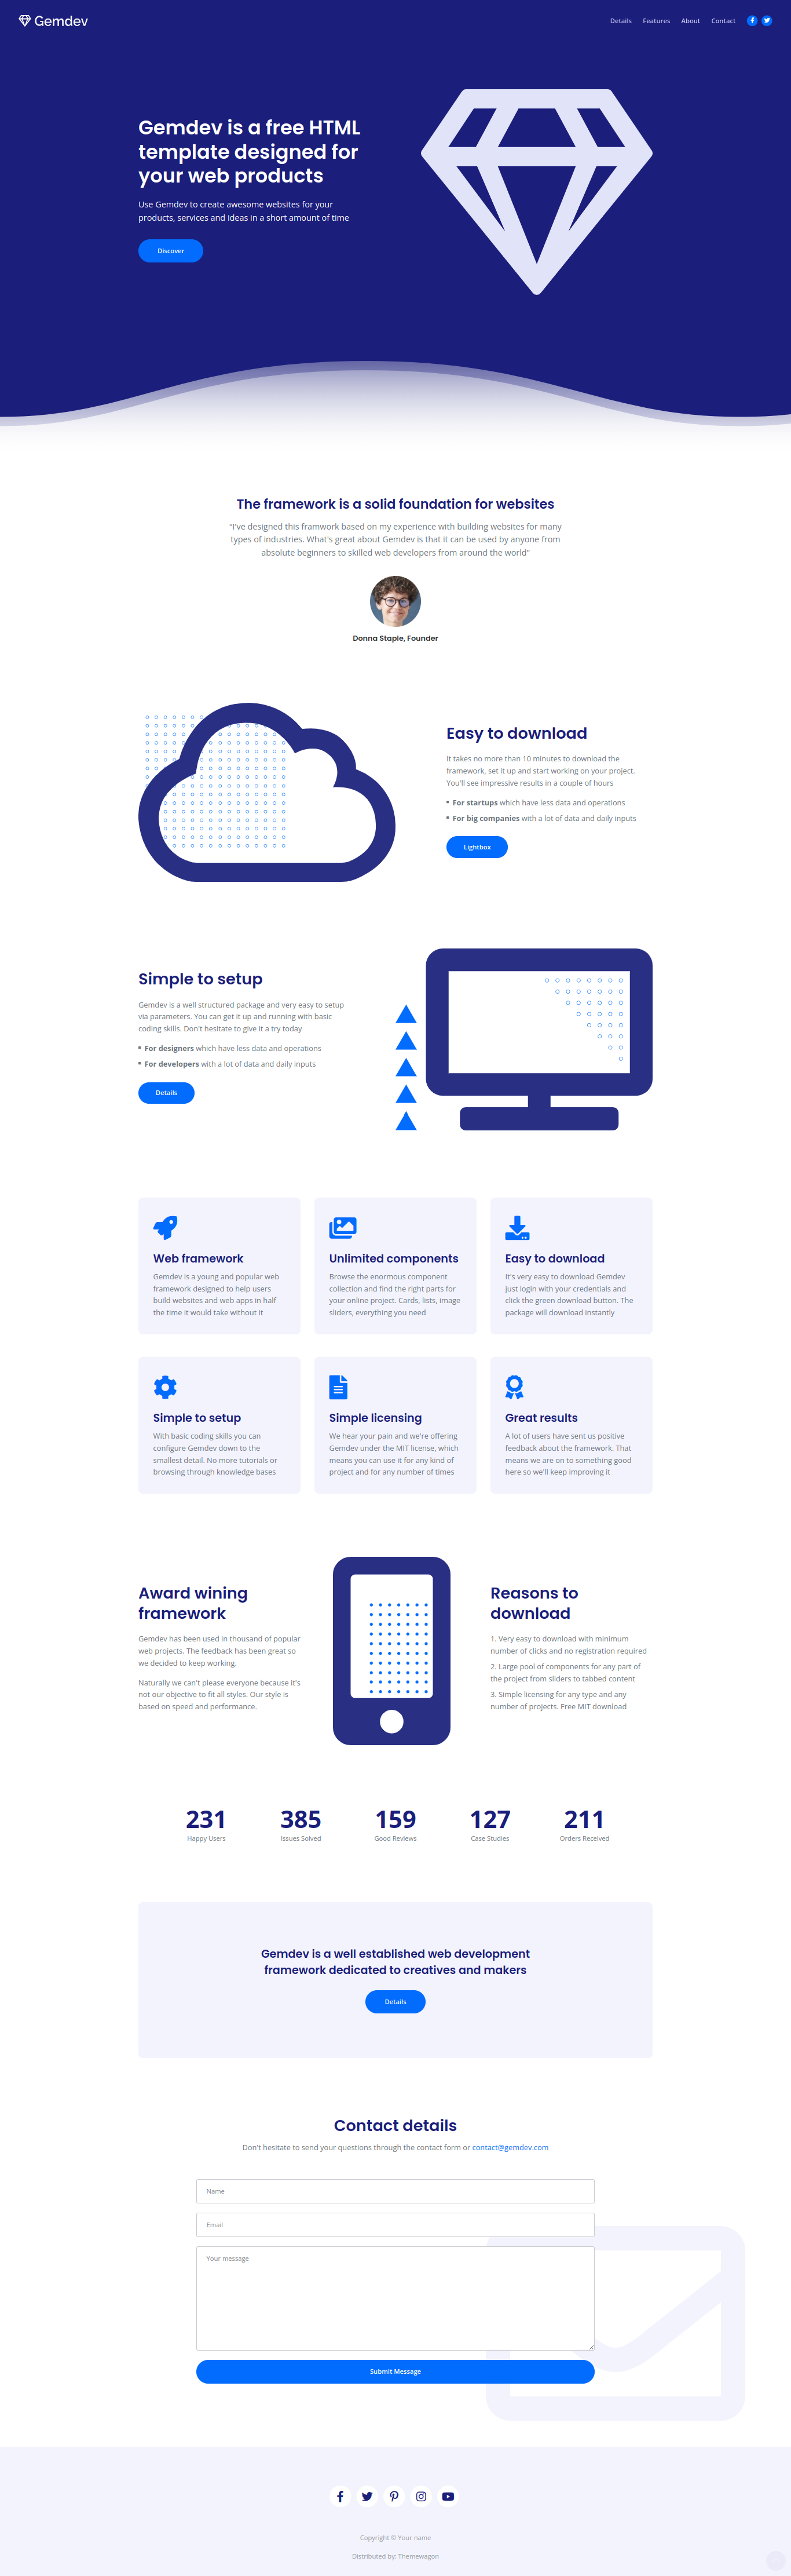 Gemdev
Details
Features
About
Contact
Gemdev is a free HTML
template designed for
your web products
Use Gemdev to create awesome websites for your
products, services and ideas in a short amount of time
Discover
The framework is a solid foundation for websites
“I've designed this framwork based on my experience with building websites for many
types of industries. What's great about Gemdev is that it can be used by anyone from
absolute beginners to skilled web developers from around the world”
Donna Staple, Founder
Easy to download
It takes no more than 10 minutes to download the
framework, set it up and start working on your project.
You'll see impressive results in a couple of hours
For startups which have less data and operations
For big companies with a lot of data and daily inputs
Lightbox
Simple to setup
Gemdev is a well structured package and very easy to setup
via parameters. You can get it up and running with basic
coding skills. Don't hesitate to give it a try today
For designers which have less data and operations
For developers with a lot of data and daily inputs
Details
Web framework
Gemdev is a young and popular web
framework designed to help users
build websites and web apps in half
the time it would take without it
Unlimited components
Browse the enormous component
collection and find the right parts for
your online project. Cards, lists, image
sliders, everything you need
Easy to download
It's very easy to download Gemdev
just login with your credentials and
click the green download button. The
package will download instantly
Simple to setup
With basic coding skills you can
configure Gemdev down to the
smallest detail. No more tutorials or
browsing through knowledge bases
Simple licensing
We hear your pain and we're offering
Gemdev under the MIT license, which
means you can use it for any kind of
project and for any number of times
Great results
A lot of users have sent us positive
feedback about the framework. That
means we are on to something good
here so we'll keep improving it
Award wining
framework
Gemdev has been used in thousand of popular
web projects. The feedback has been great so
we decided to keep working.
Naturally we can't please everyone because it's
not our objective to fit all styles. Our style is
based on speed and performance.
Reasons to
download
1. Very easy to download with minimum
number of clicks and no registration required
2. Large pool of components for any part of
the project from sliders to tabbed content
3. Simple licensing for any type and any
number of projects. Free MIT download
231
Happy Users
385
Issues Solved
159
Good Reviews
127
Case Studies
211
Orders Received
Gemdev is a well established web development
framework dedicated to creatives and makers
Details
Contact details
Don't hesitate to send your questions through the contact form or contact@gemdev.com
Name
Email
Your message
Submit Message
Copyright © Your name
Distributed by: Themewagon